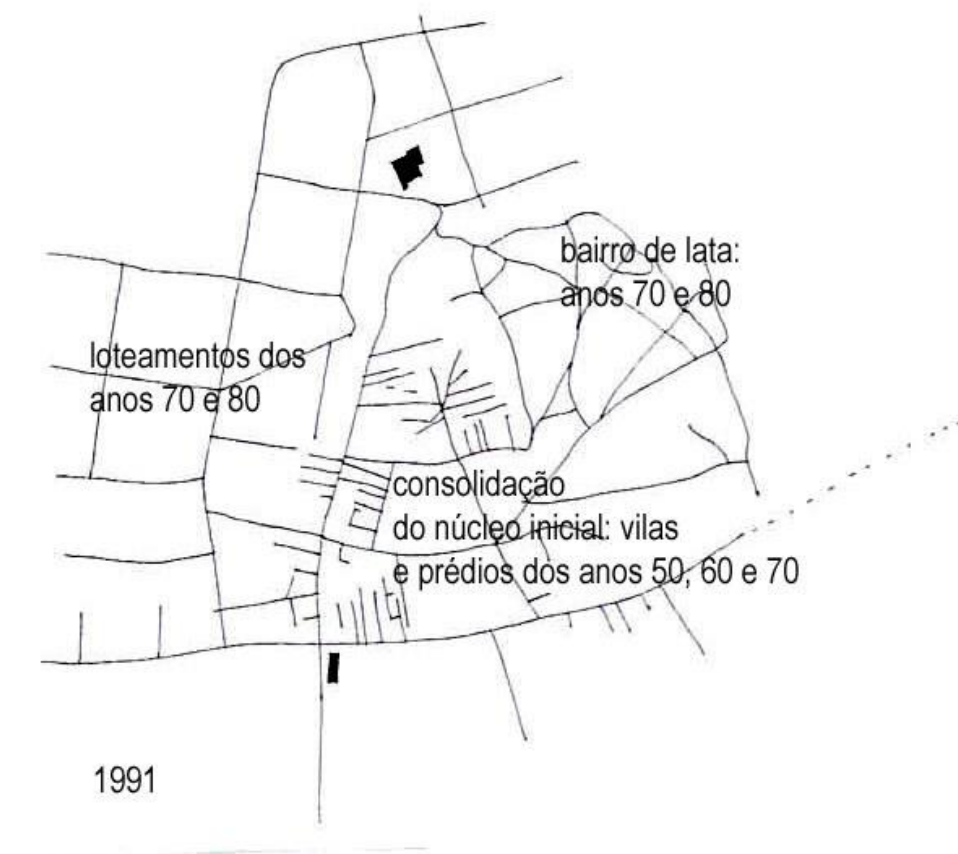 bairro de lata:
anos 70 e 80
loteamentos dos
anos 70 e 80
consolidação
do núcleo inicial: vilas
e prédios dos anos 50, 60 e 70
1991